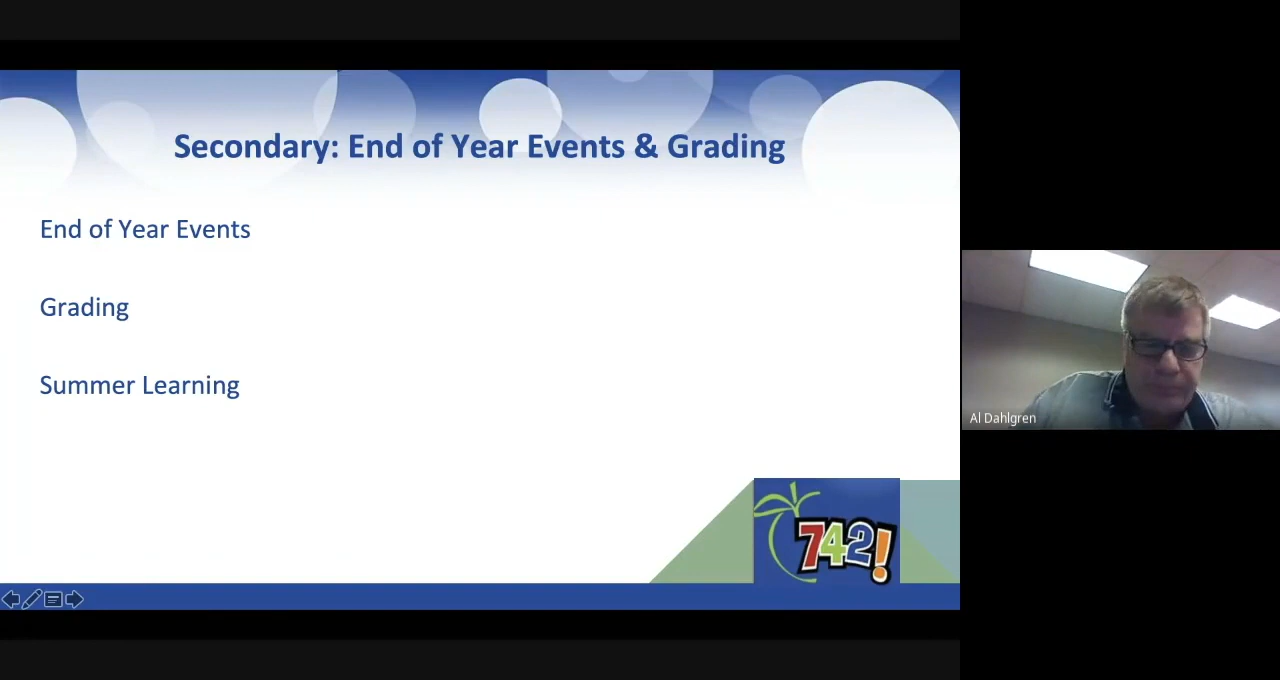 Secondary: End of Year Events & Grading
End of Year Events
Grading
Summer Learning
742!
Al Dahlgren